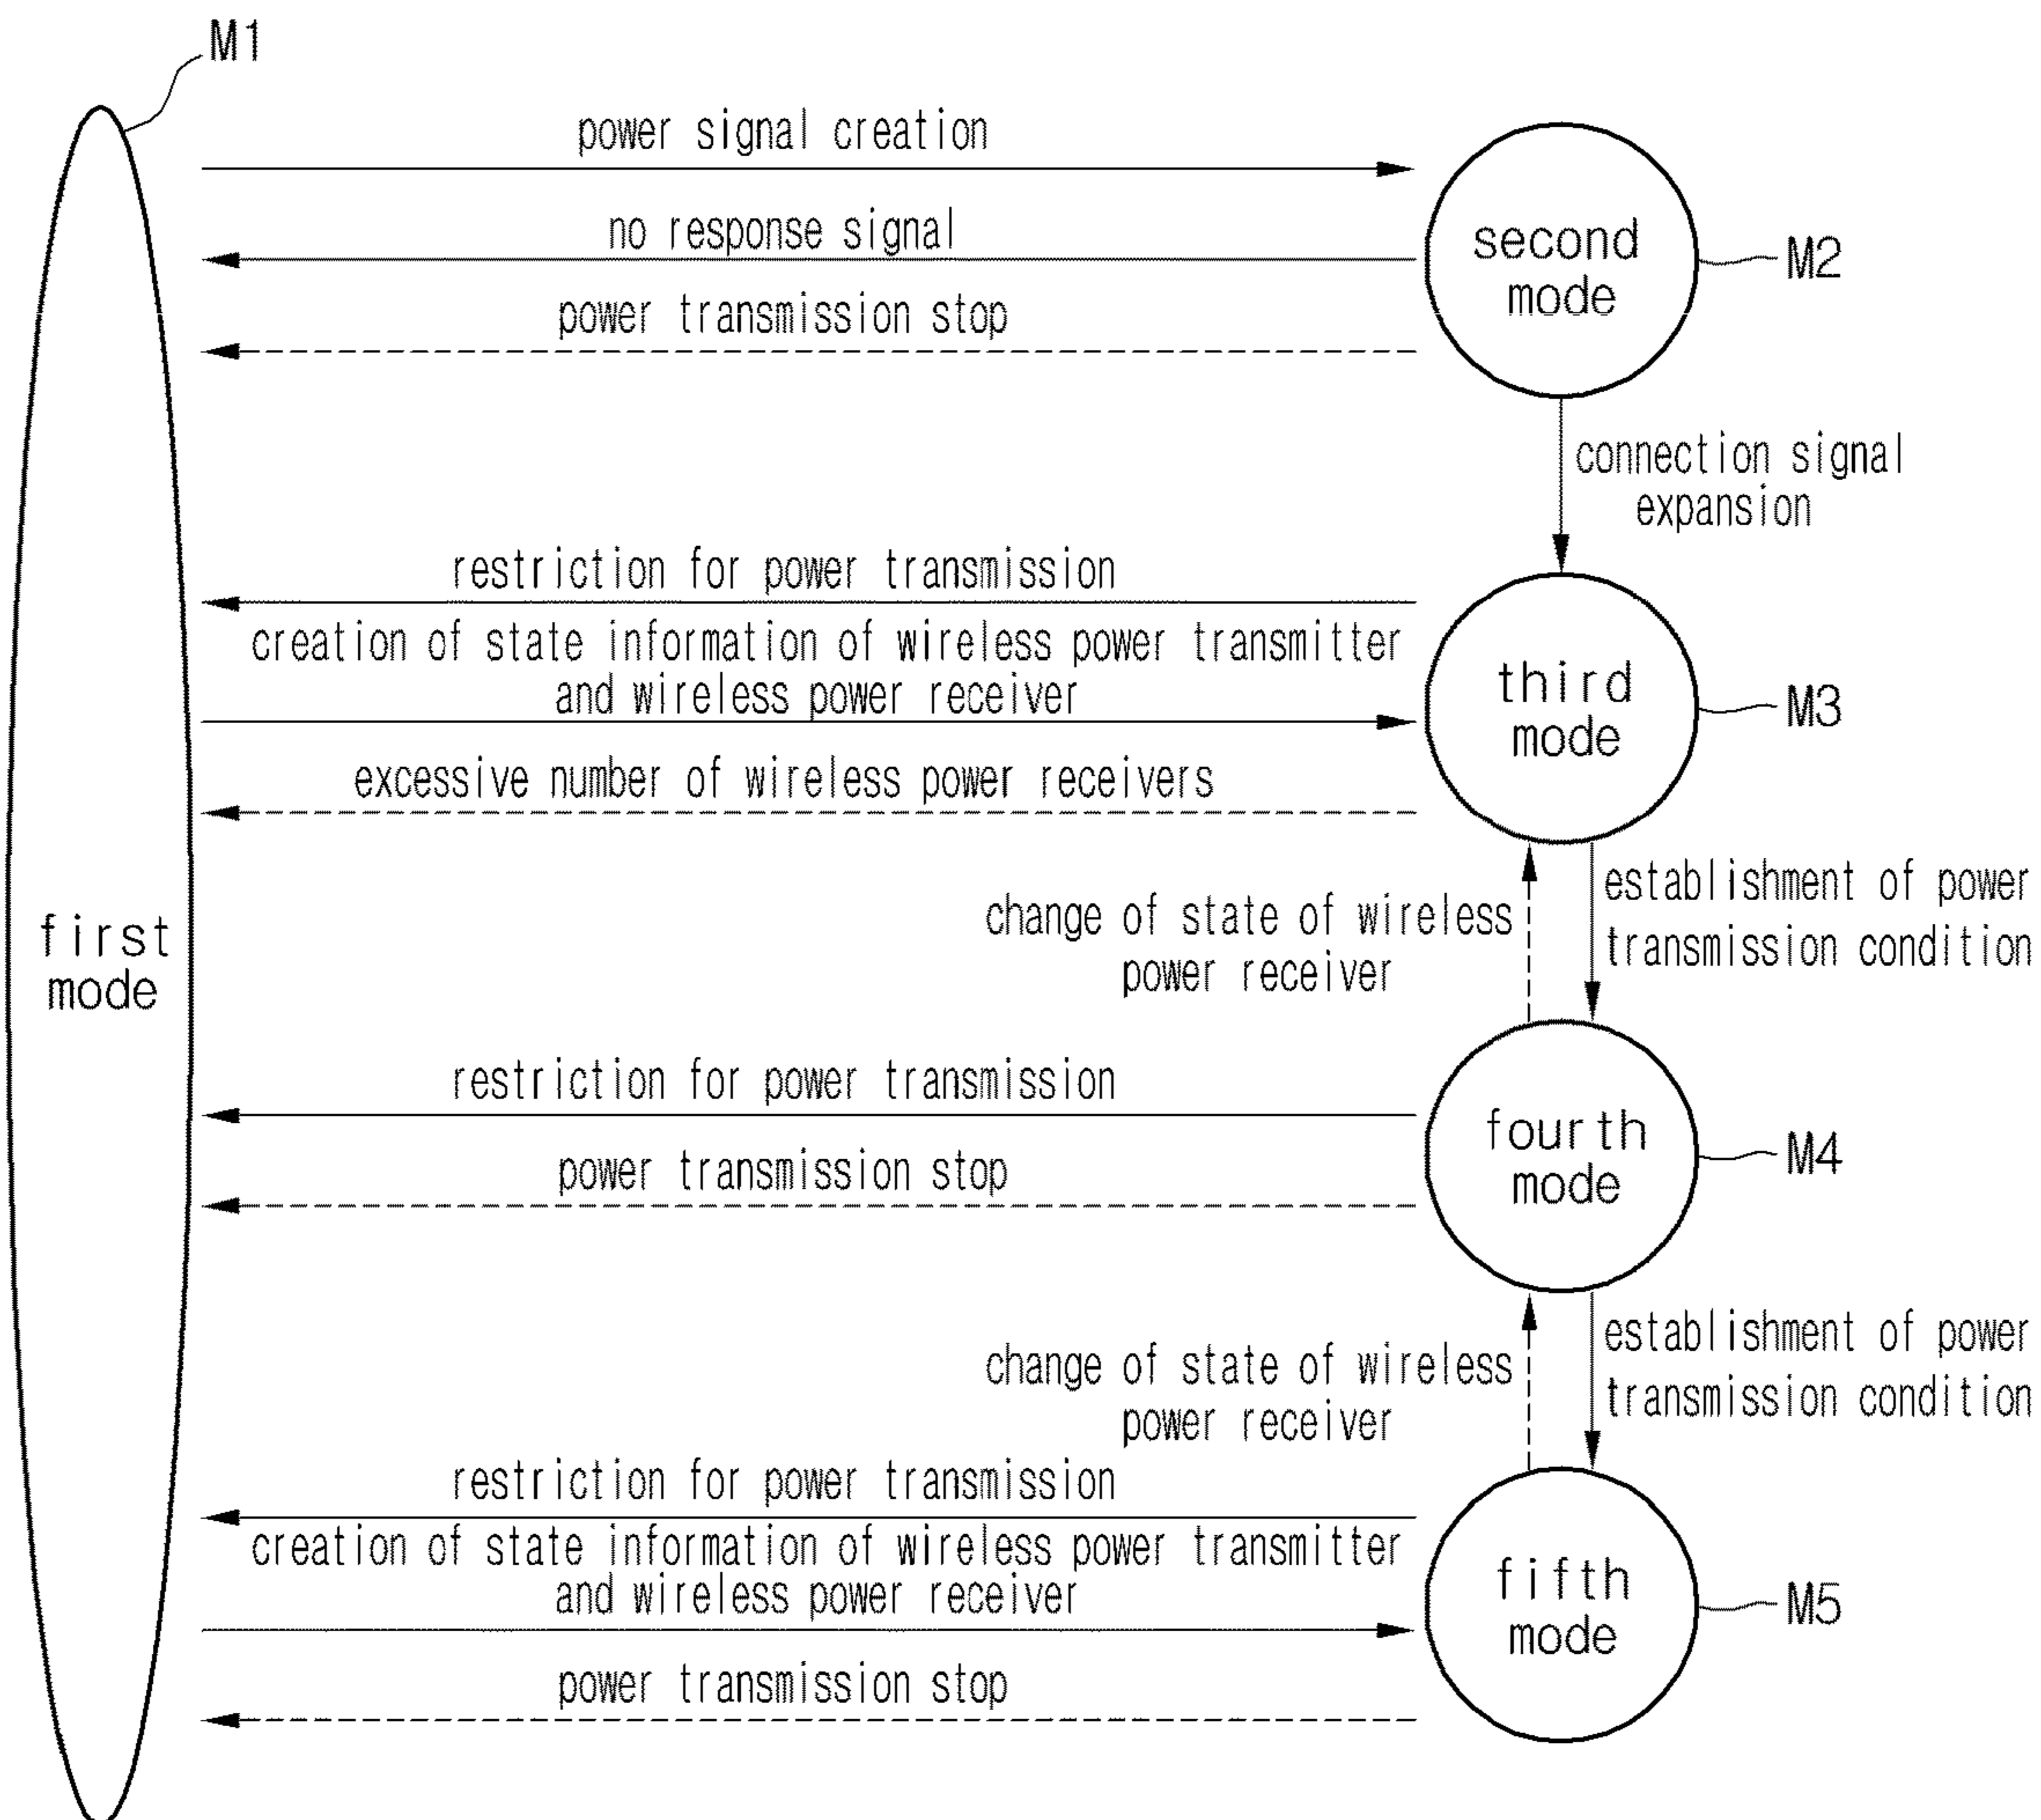 M1
power signal creation
no response signal
power transmission stop
second
mode
M2
connection signal
expansion
restriction for power transmission
creation of state information of wireless power transmitter
and wireless power receiver
excessive number of wireless power receivers
third
mode
M3
first
mode
change of state of wireless
power receiver
establishment of power
transmission condition
restriction for power transmission
power transmission stop
fourth
mode
M4
change of state of wireless
power receiver
establishment of power
transmission condition
restriction for power transmission
creation of state information of wireless power transmitter
and wireless power receiver
power transmission stop
fifth
mode
M5